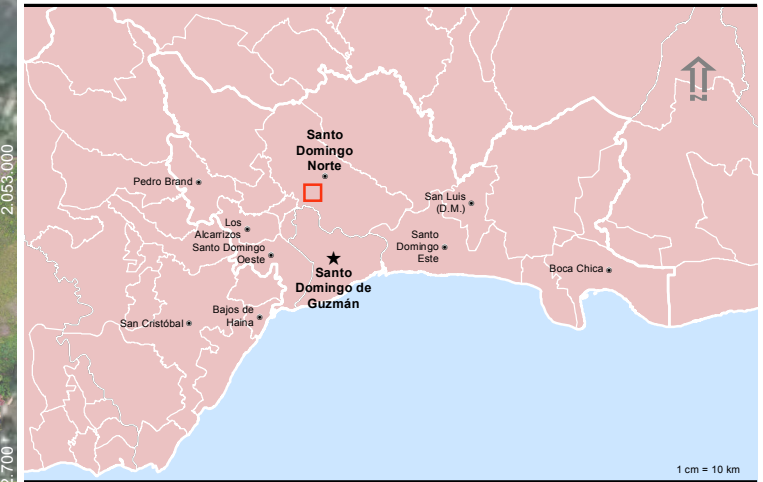 2.053.000
Santo
Domingo
Norte
Pedro Brand
San Luis
(D.M.)
Los
Alcarrizos
Santo Domingo
Oeste
Santo
Domingo
Este
Boca Chica
Santo
Domingo de
Guzmán
Bajos de
Haina
San Cristóbal
2.700
1 cm = 10 km
N